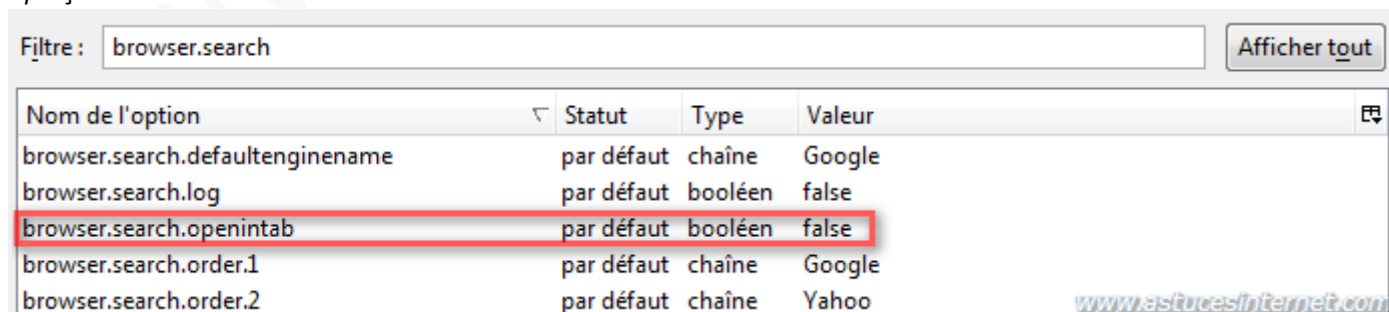 Filtre : browser.search Afficher tout
Nom de l'option Statut Type Valeur
browser.search.defaultenginename par défaut chaîne Google
browser.search.log par défaut booléen false
browser.search.openintab par défaut booléen false
browser.search.order.1 par défaut chaîne Google
browser.search.order.2 par défaut chaîne Yahoo
www.astucesinternet.com